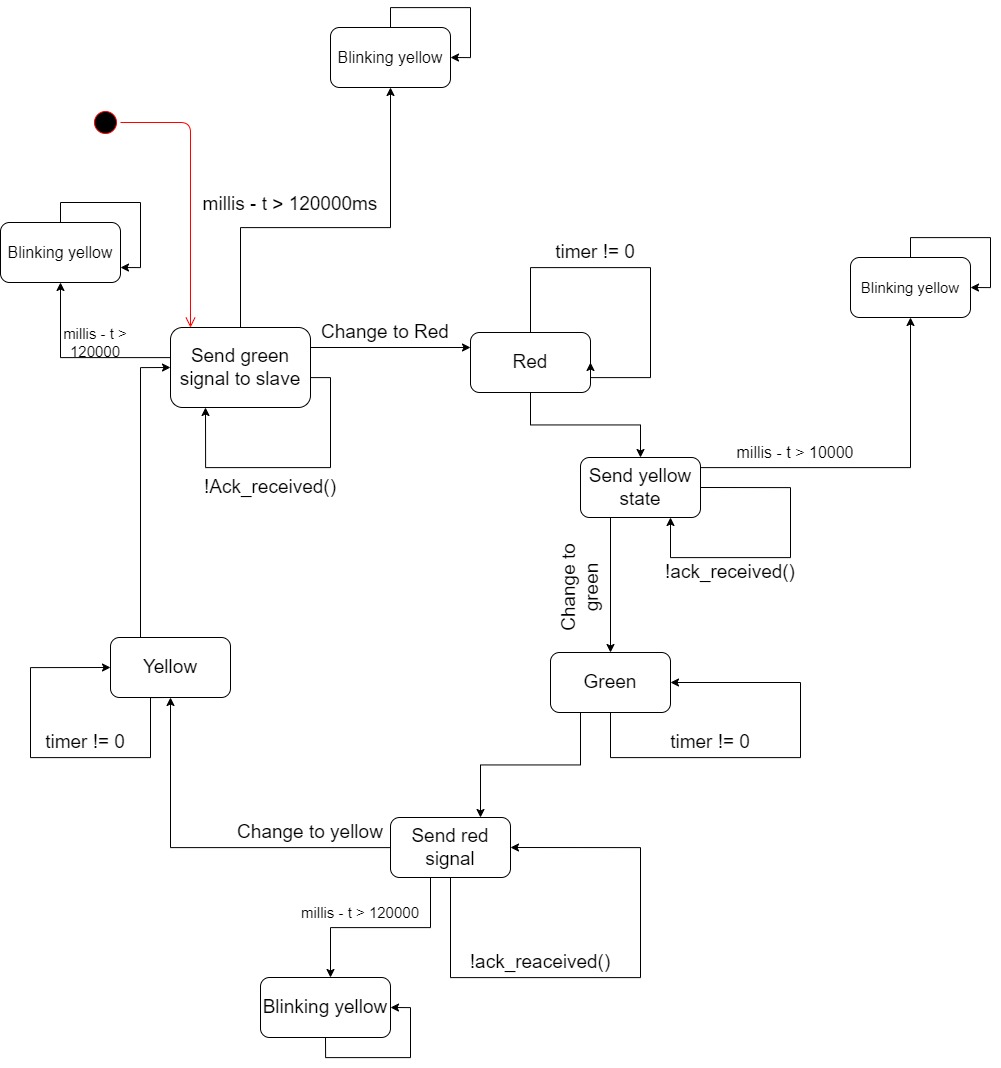 Blinking yellow
millis - t > 120000ms
Blinking yellow
timer != 0
Blinking yellow
millis - t >
120000
Send green
signal to slave
Change to Red
Red
!Ack_received()
millis - t > 10000
Send yellow
state
!ack_received()
Change to
green
Yellow
timer != 0
Green
timer != 0
Change to yellow
Send red
signal
millis - t > 120000
!ack_reaceived()
Blinking yellow